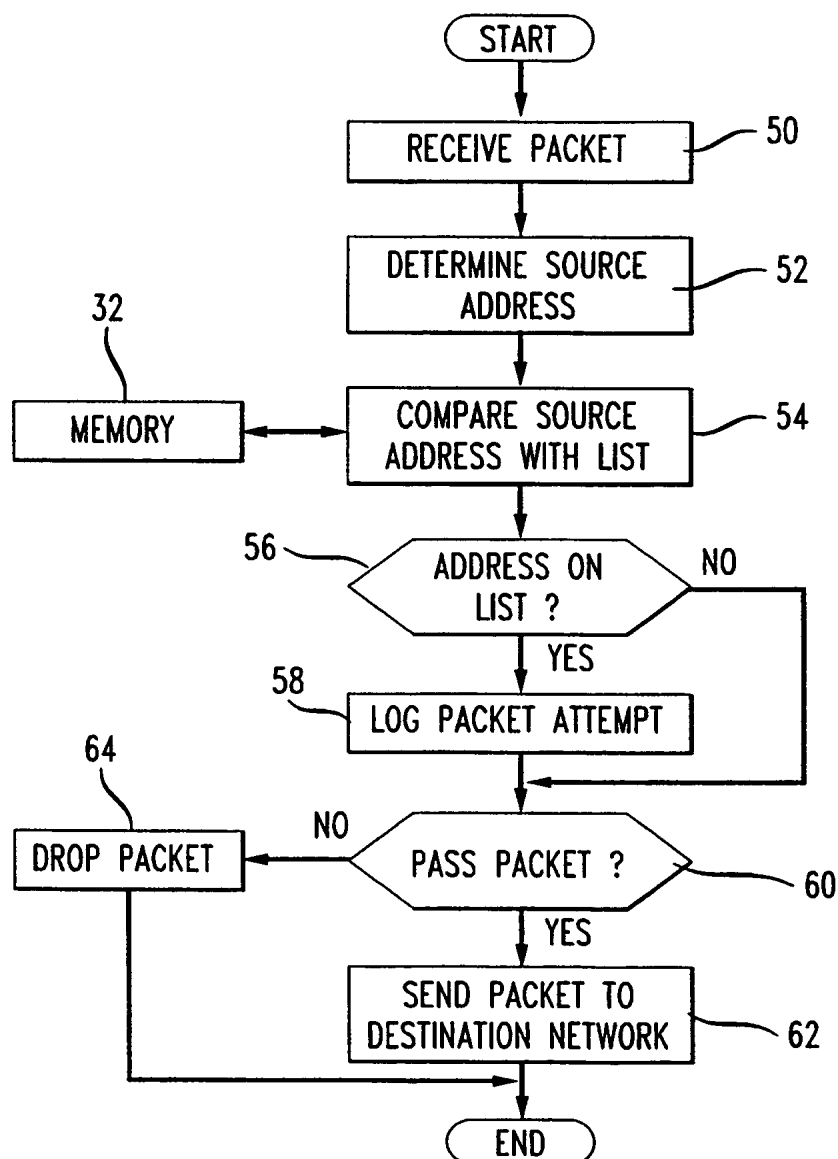 START
RECEIVE PACKET
50
DETERMINE SOURCE
ADDRESS
52
32
MEMORY
COMPARE SOURCE
ADDRESS WITH LIST
54
56
ADDRESS ON
LIST ?
NO
YES
58
LOG PACKET ATTEMPT
64
NO
DROP PACKET
PASS PACKET ?
60
YES
SEND PACKET TO
DESTINATION NETWORK
62
END